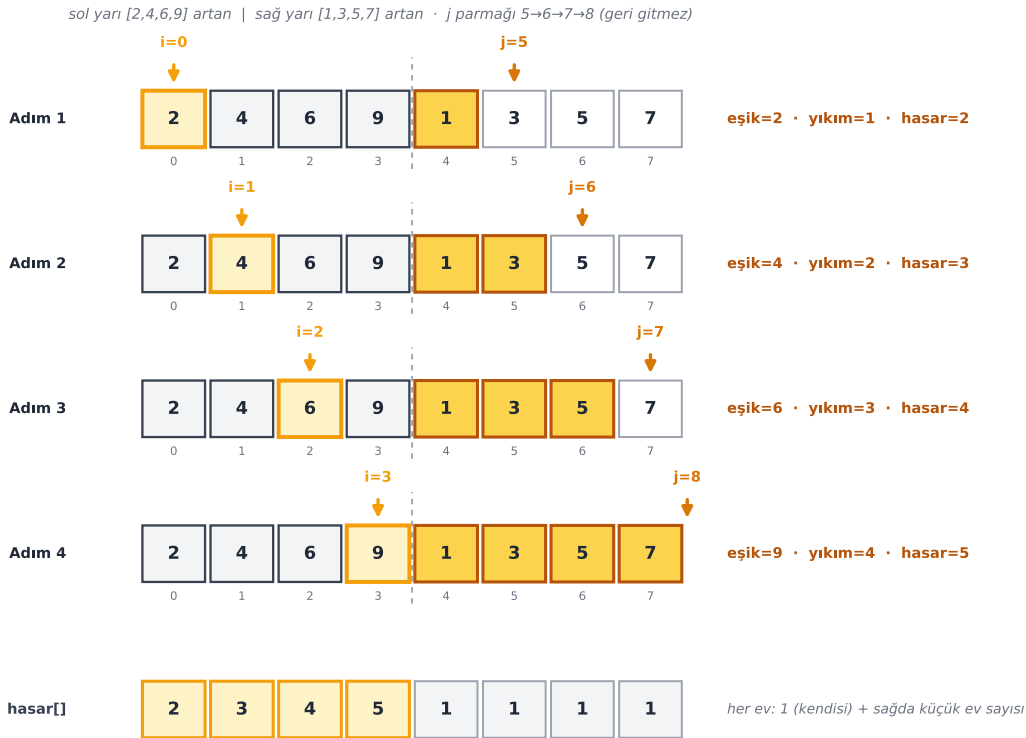 sol yarı [2,4,6,9] artan | sağ yarı [1,3,5,7] artan · j parmağı 5→6→7→8 (geri gitmez)
i=0 j=5
Adım 1 2 4 6 9 1 3 5 7 eşik=2 · yıkım=1 · hasar=2
0 1 2 3 4 5 6 7
i=1 j=6
Adım 2 2 4 6 9 1 3 5 7 eşik=4 · yıkım=2 · hasar=3
0 1 2 3 4 5 6 7
i=2 j=7
Adım 3 2 4 6 9 1 3 5 7 eşik=6 · yıkım=3 · hasar=4
0 1 2 3 4 5 6 7
i=3 j=8
Adım 4 2 4 6 9 1 3 5 7 eşik=9 · yıkım=4 · hasar=5
0 1 2 3 4 5 6 7
hasar[] 2 3 4 5 1 1 1 1 her ev: 1 (kendisi) + sağda küçük ev sayısı